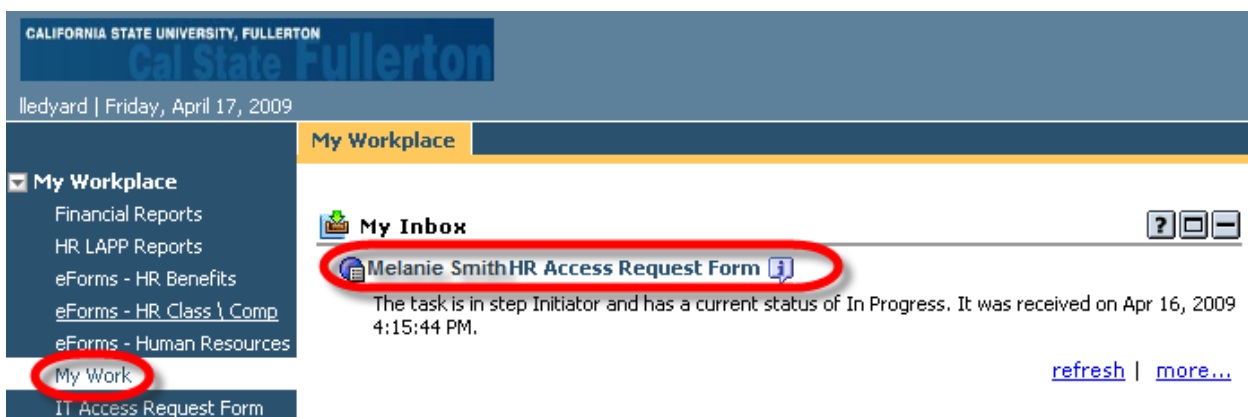 CALIFORNIA STATE UNIVERSITY, FULLERTON
Cal State Fullerton
lledyard | Friday, April 17, 2009
My Workplace
My Workplace
Financial Reports
HR LAPP Reports
eForms - HR Benefits
eForms - HR Class \ Comp
eForms - Human Resources
My Work
IT Access Request Form
My Inbox
?
Melanie Smith HR Access Request Form i
The task is in step Initiator and has a current status of In Progress. It was received on Apr 16, 2009
4:15:44 PM.
refresh | more...